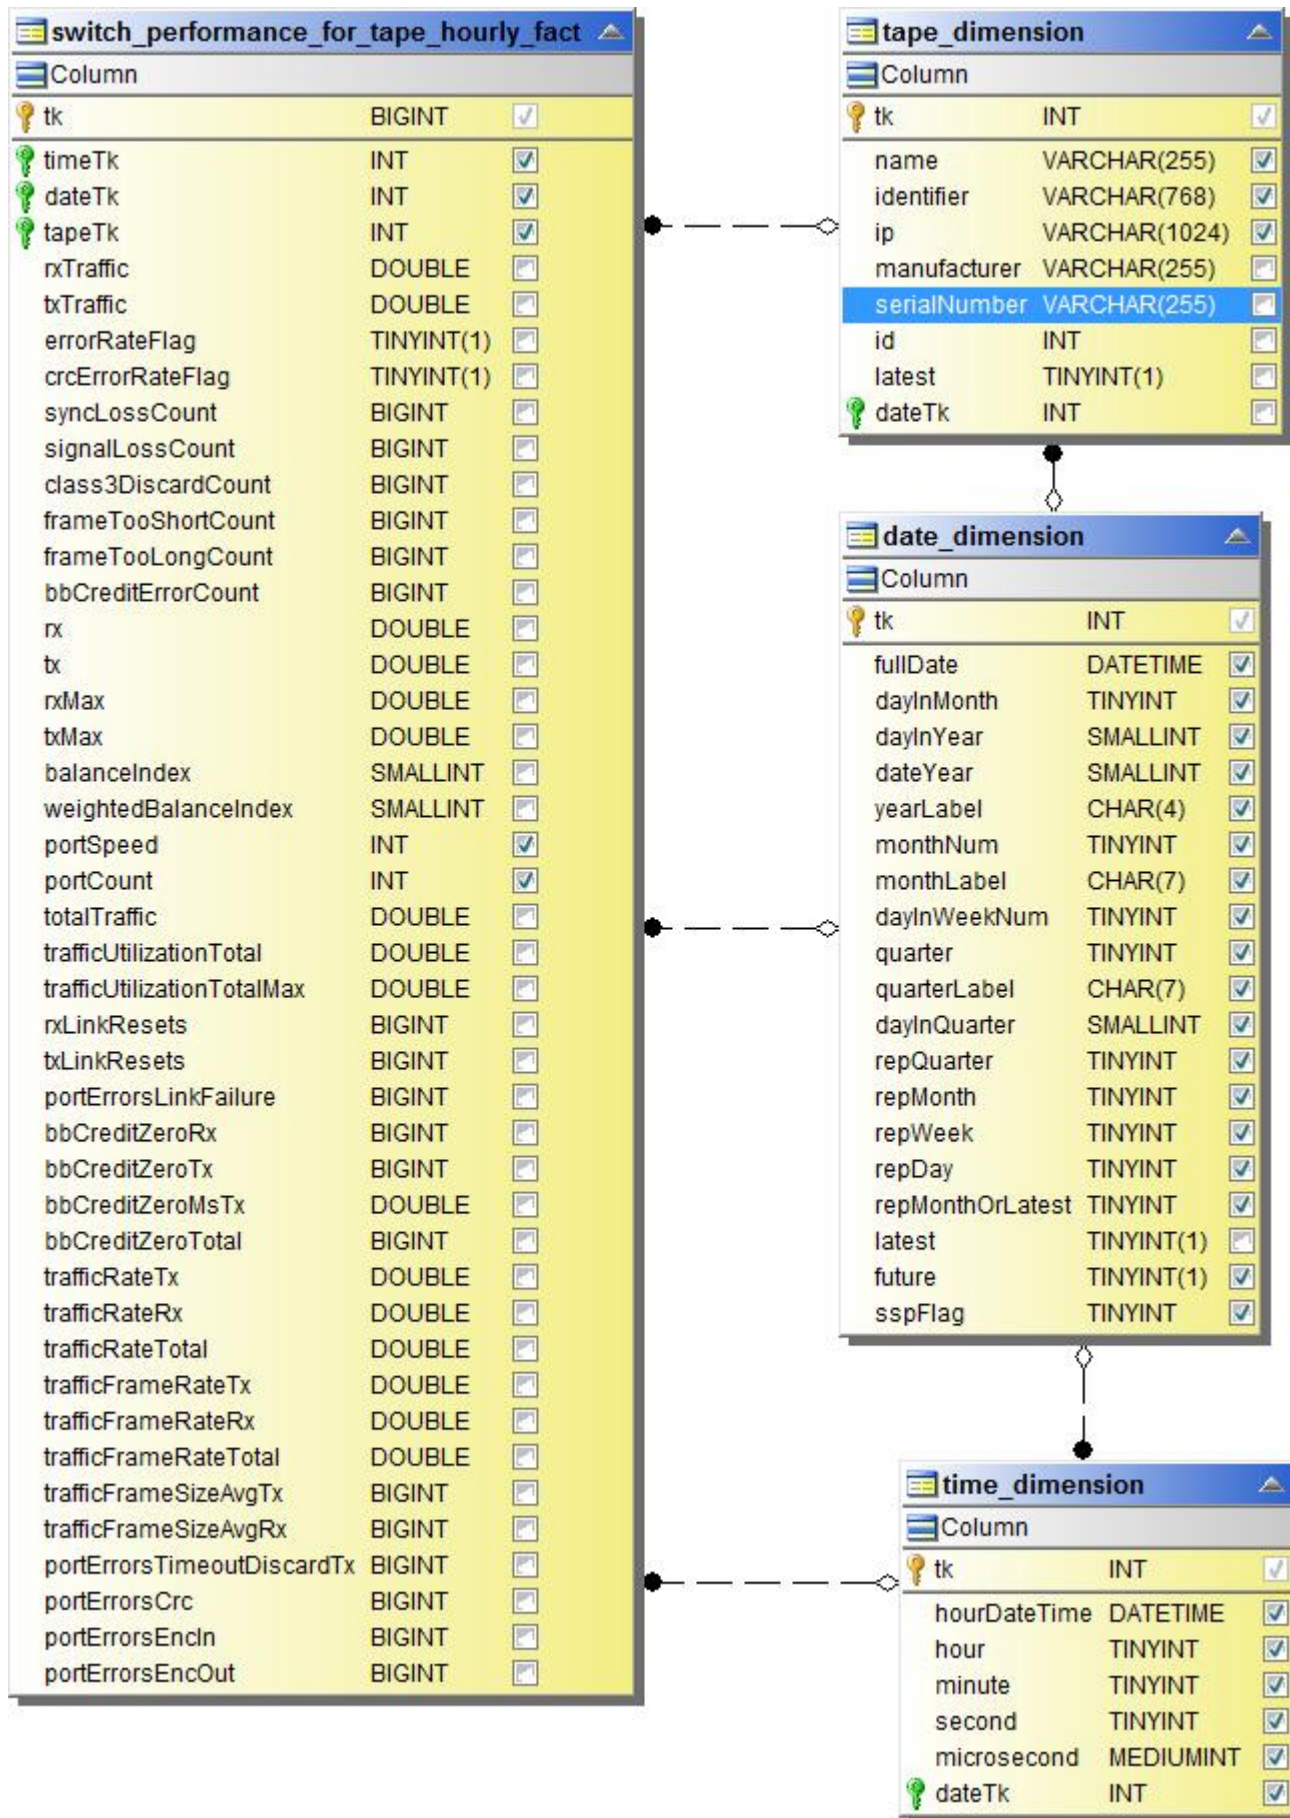 switch_performance_for_tape_hourly_fact
Column
tk BIGINT
timeTk INT
dateTk INT
tapeTk INT
rxTraffic DOUBLE
txTraffic DOUBLE
errorRateFlag TINYINT(1)
crcErrorRateFlag TINYINT(1)
syncLossCount BIGINT
signalLossCount BIGINT
class3DiscardCount BIGINT
frameTooShortCount BIGINT
frameTooLongCount BIGINT
bbCreditErrorCount BIGINT
rx DOUBLE
tx DOUBLE
rxMax DOUBLE
txMax DOUBLE
balanceIndex SMALLINT
weightedBalanceIndex SMALLINT
portSpeed INT
portCount INT
totalTraffic DOUBLE
trafficUtilizationTotal DOUBLE
trafficUtilizationTotalMax DOUBLE
rxLinkResets BIGINT
txLinkResets BIGINT
portErrorsLinkFailure BIGINT
bbCreditZeroRx BIGINT
bbCreditZeroTx BIGINT
bbCreditZeroMsTx DOUBLE
bbCreditZeroTotal BIGINT
trafficRateTx DOUBLE
trafficRateRx DOUBLE
trafficRateTotal DOUBLE
trafficFrameRateTx DOUBLE
trafficFrameRateRx DOUBLE
trafficFrameRateTotal DOUBLE
trafficFrameSizeAvgTx BIGINT
trafficFrameSizeAvgRx BIGINT
portErrorsTimeoutDiscardTx BIGINT
portErrorsCrc BIGINT
portErrorsEncIn BIGINT
portErrorsEncOut BIGINT
tape_dimension
Column
tk INT
name VARCHAR(255)
identifier VARCHAR(768)
ip VARCHAR(1024)
manufacturer VARCHAR(255)
serialNumber VARCHAR(255)
id INT
latest TINYINT(1)
dateTk INT
date_dimension
Column
tk INT
fullDate DATETIME
dayInMonth TINYINT
dayInYear SMALLINT
dateYear SMALLINT
yearLabel CHAR(4)
monthNum TINYINT
monthLabel CHAR(7)
dayInWeekNum TINYINT
quarter TINYINT
quarterLabel CHAR(7)
dayInQuarter SMALLINT
repQuarter TINYINT
repMonth TINYINT
repWeek TINYINT
repDay TINYINT
repMonthOrLatest TINYINT
latest TINYINT(1)
future TINYINT(1)
sspFlag TINYINT
time_dimension
Column
tk INT
hourDateTime DATETIME
hour TINYINT
minute TINYINT
second TINYINT
microsecond MEDIUMINT
dateTk INT